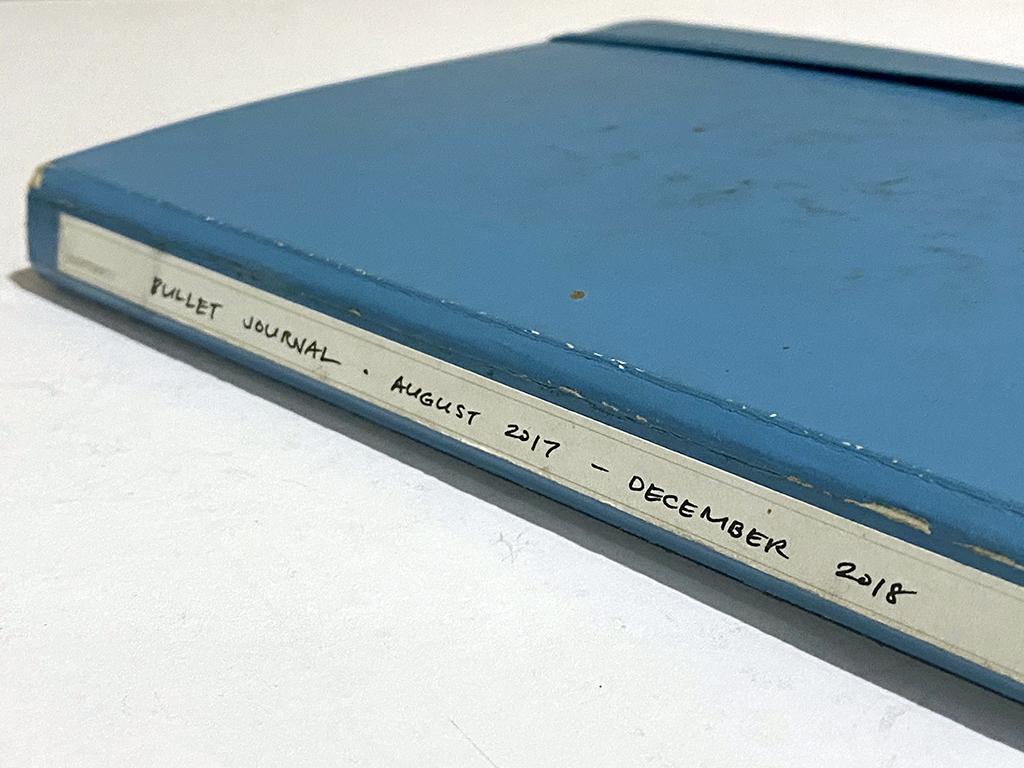 BULLET JOURNAL . AUGUST 2017 – DECEMBER 2018